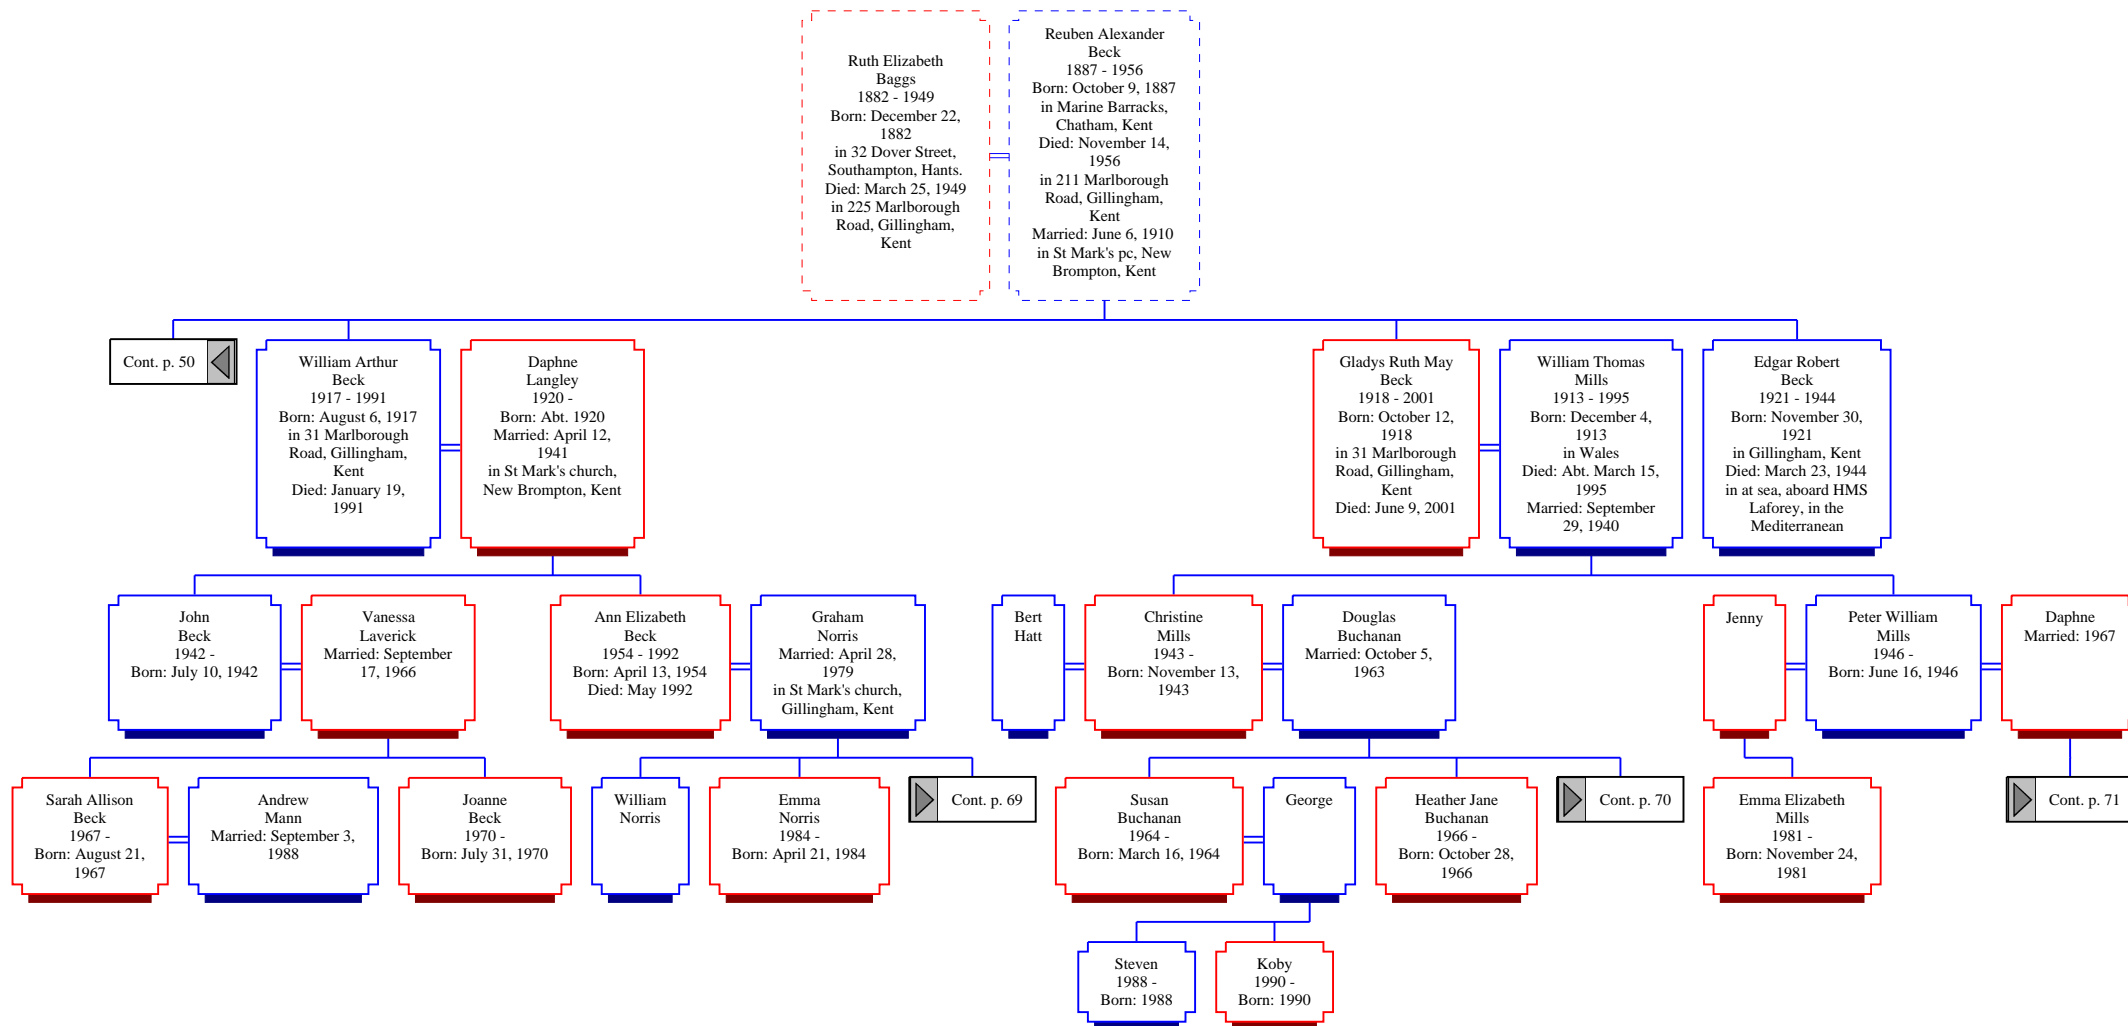 Ruth Elizabeth
Baggs
1882 - 1949
Born: December 22,
1882
in 32 Dover Street,
Southampton, Hants.
Died: March 25, 1949
in 225 Marlborough
Road, Gillingham,
Kent
Reuben Alexander
Beck
1887 - 1956
Born: October 9, 1887
in Marine Barracks,
Chatham, Kent
Died: November 14,
1956
in 211 Marlborough
Road, Gillingham,
Kent
Married: June 6, 1910
in St Mark's pc, New
Brompton, Kent
Cont. p. 50
William Arthur
Beck
1917 - 1991
Born: August 6, 1917
in 31 Marlborough
Road, Gillingham,
Kent
Died: January 19,
1991
Daphne
Langley
1920 -
Born: Abt. 1920
Married: April 12,
1941
in St Mark's church,
New Brompton, Kent
Gladys Ruth May
Beck
1918 - 2001
Born: October 12,
1918
in 31 Marlborough
Road, Gillingham,
Kent
Died: June 9, 2001
William Thomas
Mills
1913 - 1995
Born: December 4,
1913
in Wales
Died: Abt. March 15,
1995
Married: September
29, 1940
Edgar Robert
Beck
1921 - 1944
Born: November 30,
1921
in Gillingham, Kent
Died: March 23, 1944
in at sea, aboard HMS
Laforey, in the
Mediterranean
John
Beck
1942 -
Born: July 10, 1942
Vanessa
Laverick
Married: September
17, 1966
Ann Elizabeth
Beck
1954 - 1992
Born: April 13, 1954
Died: May 1992
Graham
Norris
Married: April 28,
1979
in St Mark's church,
Gillingham, Kent
Bert
Hatt
Christine
Mills
1943 -
Born: November 13,
1943
Douglas
Buchanan
Married: October 5,
1963
Jenny
Peter William
Mills
1946 -
Born: June 16, 1946
Daphne
Married: 1967
Sarah Allison
Beck
1967 -
Born: August 21,
1967
Andrew
Mann
Married: September 3,
1988
Joanne
Beck
1970 -
Born: July 31, 1970
William
Norris
Emma
Norris
1984 -
Born: April 21, 1984
Cont. p. 69
Susan
Buchanan
1964 -
Born: March 16, 1964
George
Heather Jane
Buchanan
1966 -
Born: October 28,
1966
Cont. p. 70
Emma Elizabeth
Mills
1981 -
Born: November 24,
1981
Cont. p. 71
Steven
1988 -
Born: 1988
Koby
1990 -
Born: 1990